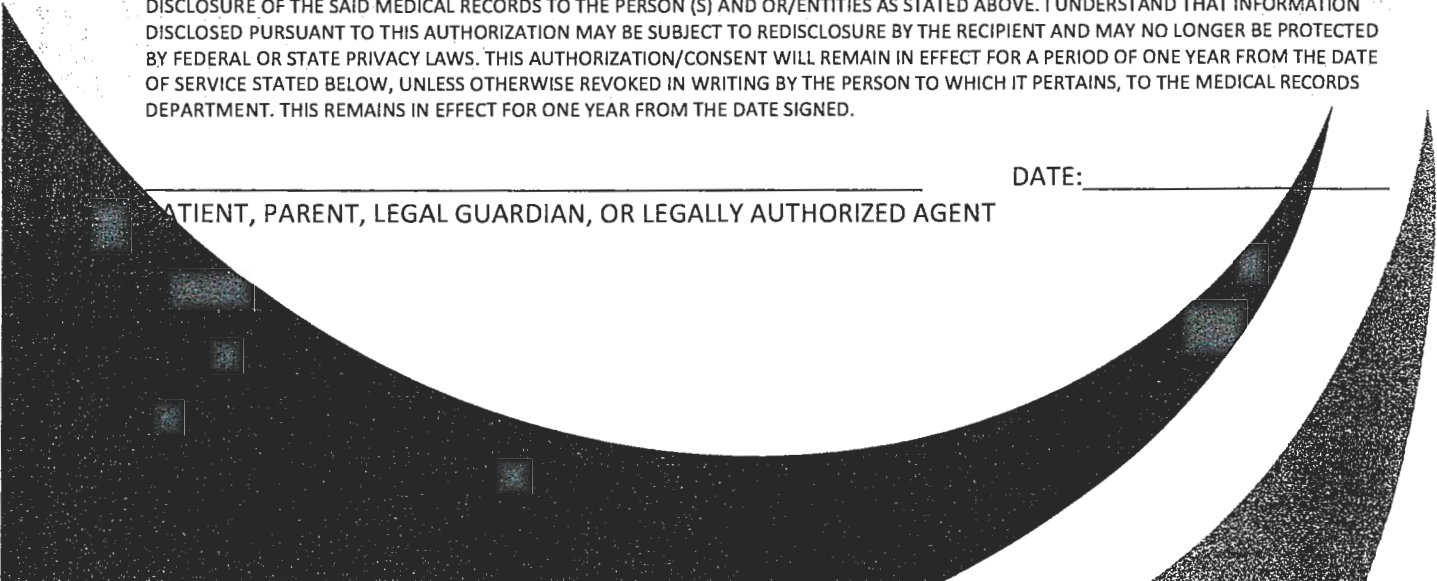 DISCLOSURE OF THE SAID MEDICAL RECORDS TO THE PERSON (S) AND OR/ENTITIES AS STATED ABOVE. I UNDERSTAND THAT INFORMATION
DISCLOSED PURSUANT TO THIS AUTHORIZATION MAY BE SUBJECT TO REDISCLOSURE BY THE RECIPIENT AND MAY NO LONGER BE PROTECTED
BY FEDERAL OR STATE PRIVACY LAWS. THIS AUTHORIZATION/CONSENT WILL REMAIN IN EFFECT FOR A PERIOD OF ONE YEAR FROM THE DATE
OF SERVICE STATED BELOW, UNLESS OTHERWISE REVOKED IN WRITING BY THE PERSON TO WHICH IT PERTAINS, TO THE MEDICAL RECORDS
DEPARTMENT. THIS REMAINS IN EFFECT FOR ONE YEAR FROM THE DATE SIGNED.
DATE:
ATIENT, PARENT, LEGAL GUARDIAN, OR LEGALLY AUTHORIZED AGENT